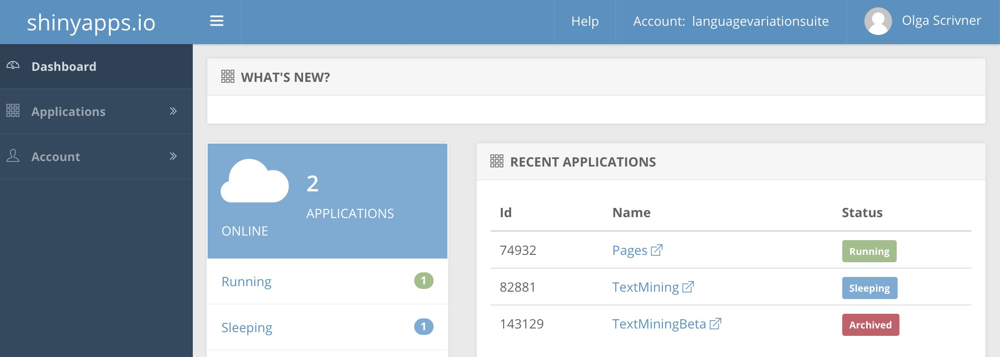 shinyapps.io
Help
Account: languagevariationsuite
Olga Scrivner
Dashboard
Applications
Account
WHAT'S NEW?
2
APPLICATIONS
ONLINE
Running 1
Sleeping 1
RECENT APPLICATIONS
Id Name Status
74932 Pages Running
82881 TextMining Sleeping
143129 TextMiningBeta Archived